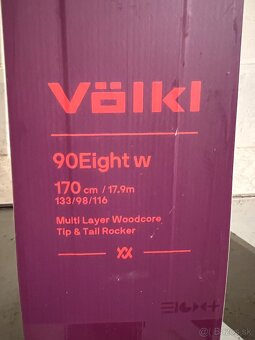 Völkl
90Eight w
170 cm / 17.9m
133/98/116
Multi Layer Woodcore
Tip & Tail Rocker